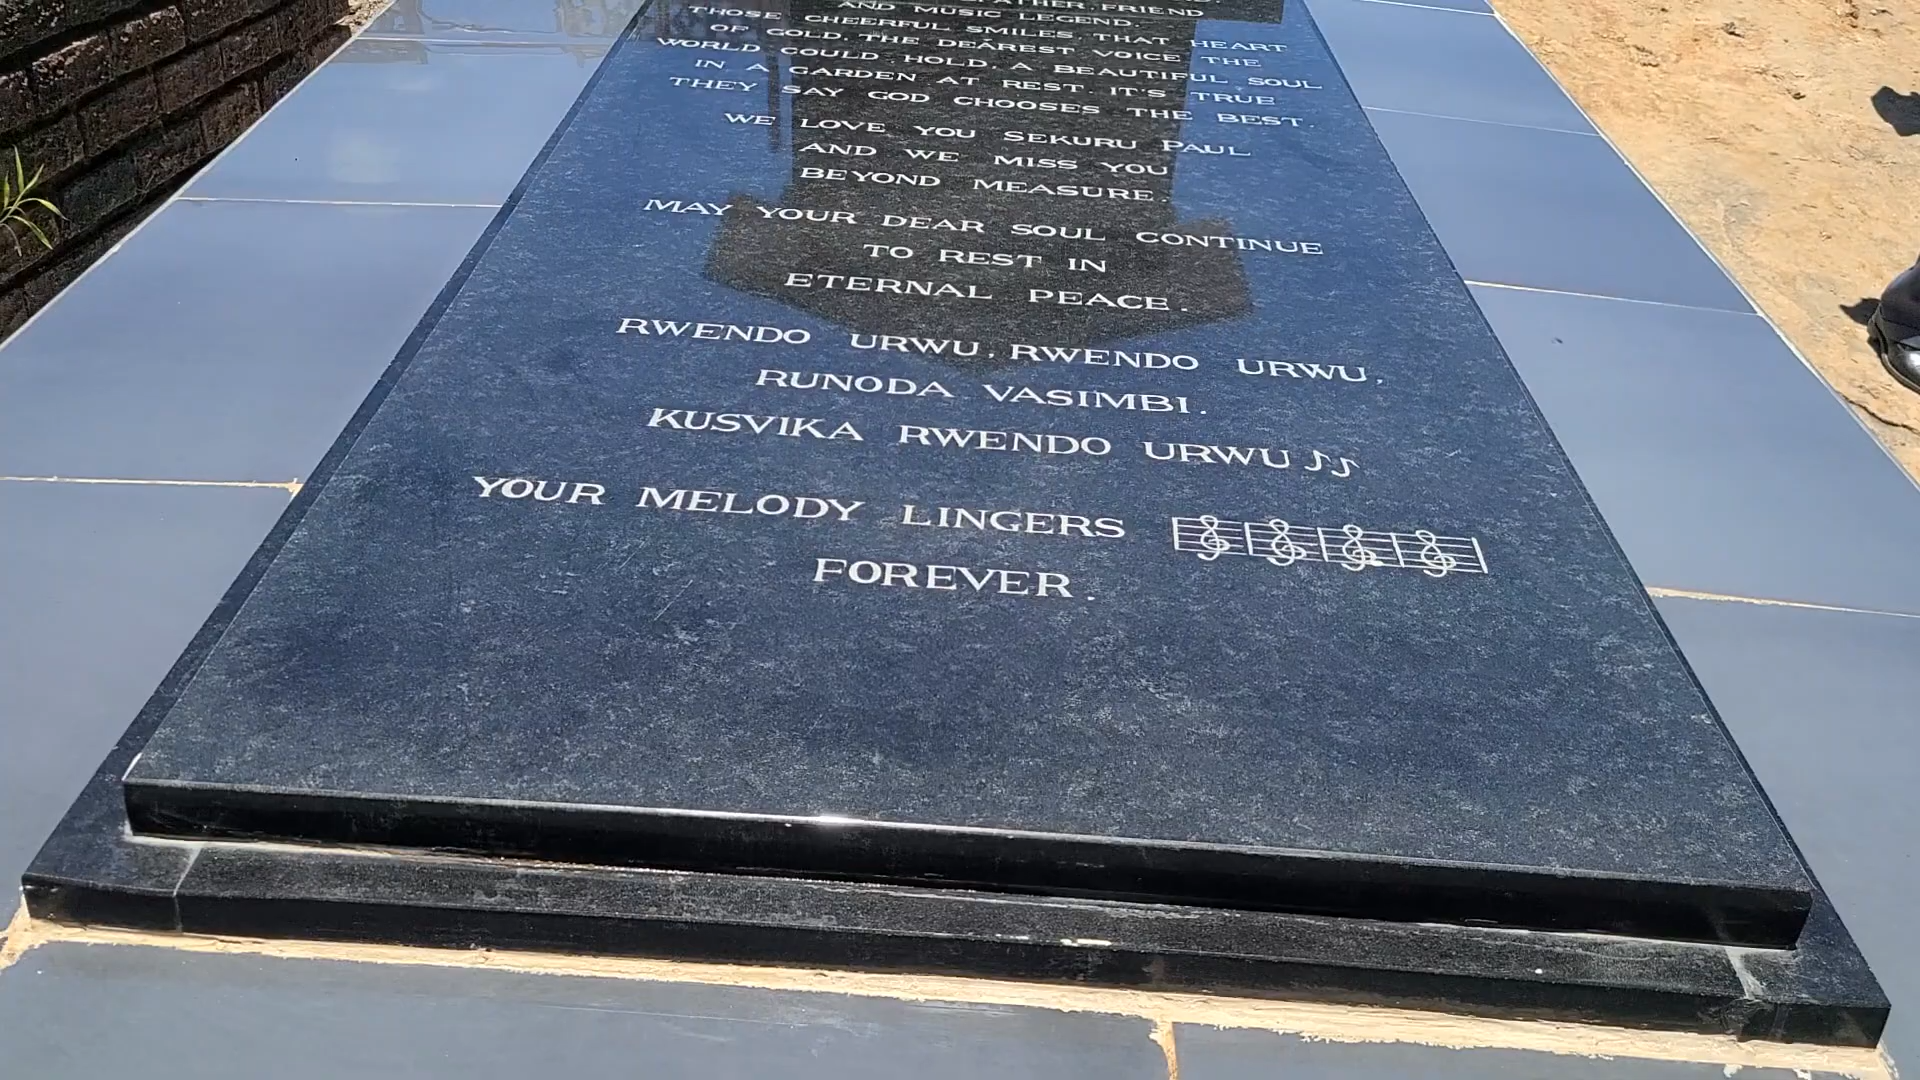 FATHER, FRIEND
AND MUSIC LEGEND.
THOSE CHEERFUL SMILES THAT HEART
OF GOLD. THE DEAREST VOICE THE
WORLD COULD HOLD. A BEAUTIFUL SOUL
IN A GARDEN AT REST. IT'S TRUE
THEY SAY GOD CHOOSES THE BEST.
WE LOVE YOU SEKURU PAUL
AND WE MISS YOU
BEYOND MEASURE.
MAY YOUR DEAR SOUL CONTINUE
TO REST IN
ETERNAL PEACE.
RWENDO URWU, RWENDO URWU,
RUNODA VASIMBI.
KUSVIKA RWENDO URWU
YOUR MELODY LINGERS
FOREVER.